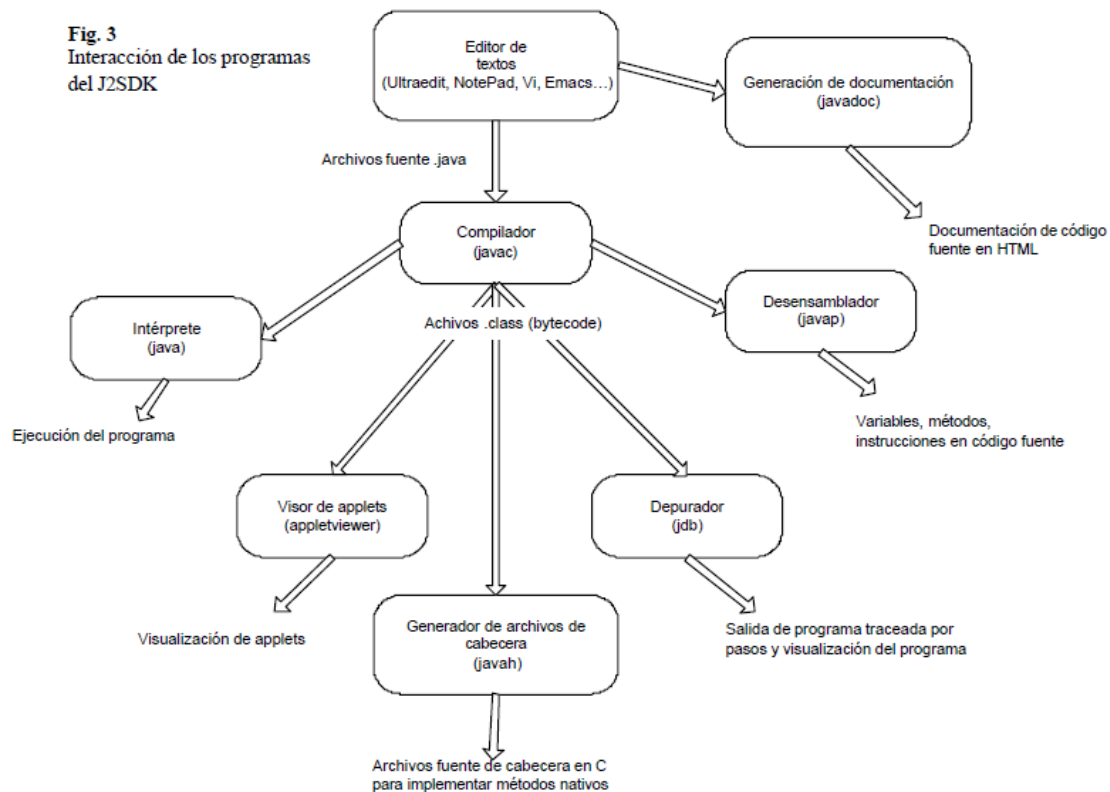 Fig. 3
Interacción de los programas
del J2SDK
Editor de
textos
(Ultraedit, NotePad, Vi, Emacs…)
Generación de documentación
(javadoc)
Archivos fuente .java
Documentación de código
fuente en HTML
Compilador
(javac)
Desensamblador
(javap)
Intérprete
(java)
Achivos .class (bytecode)
Variables, métodos,
instrucciones en código fuente
Ejecución del programa
Visor de applets
(appletviewer)
Depurador
(jdb)
Visualización de applets
Generador de archivos de
cabecera
(javah)
Salida de programa traceada por
pasos y visualización del programa
Archivos fuente de cabecera en C
para implementar métodos nativos